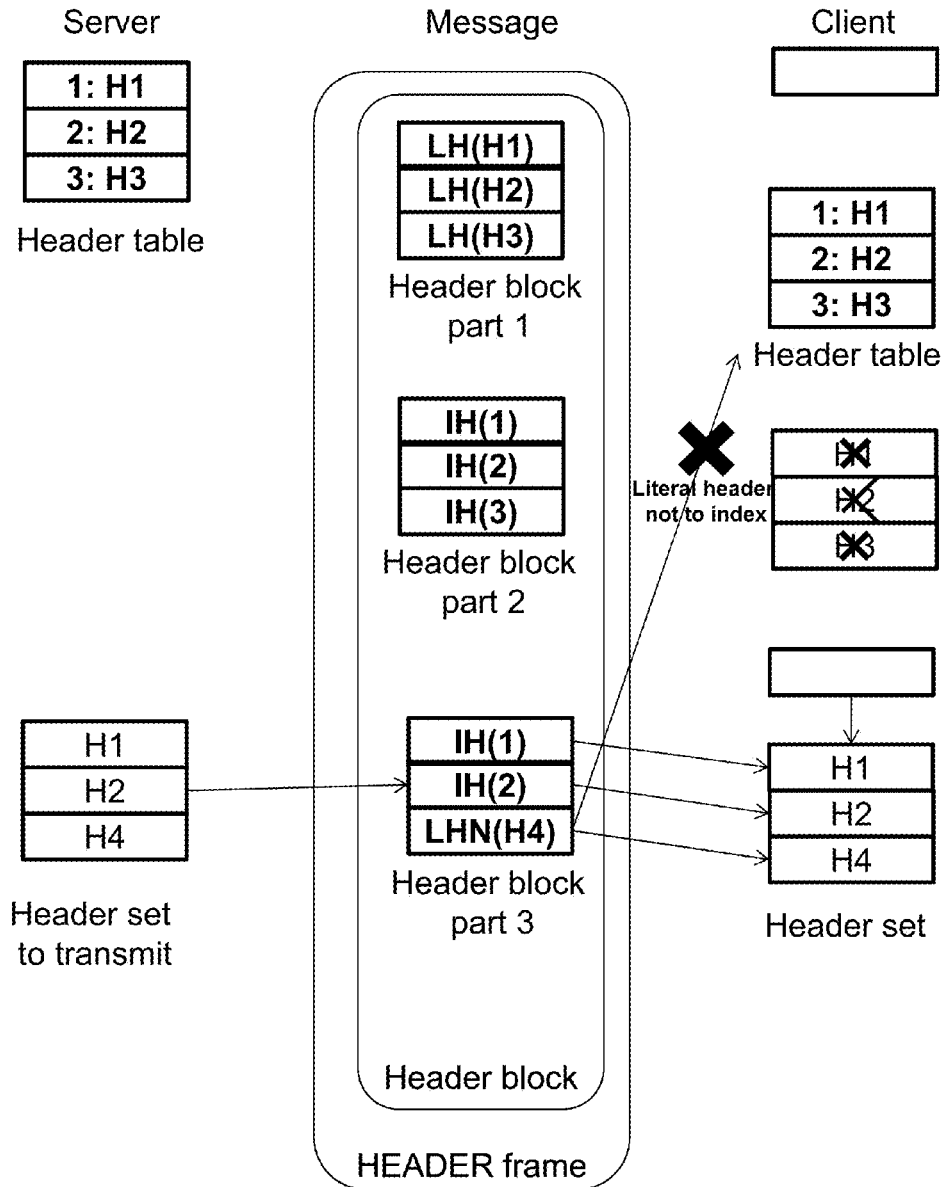 Server
1: H1
2: H2
3: H3
Header table
Header set
to transmit
H1
H2
H4
Message
LH(H1)
LH(H2)
LH(H3)
Header block
part 1
IH(1)
IH(2)
IH(3)
Header block
part 2
IH(1)
IH(2)
LHN(H4)
Header block
part 3
Header block
HEADER frame
Client
1: H1
2: H2
3: H3
Header table
Literal header
not to index
H1
H2
H3
H1
H2
H4
Header set